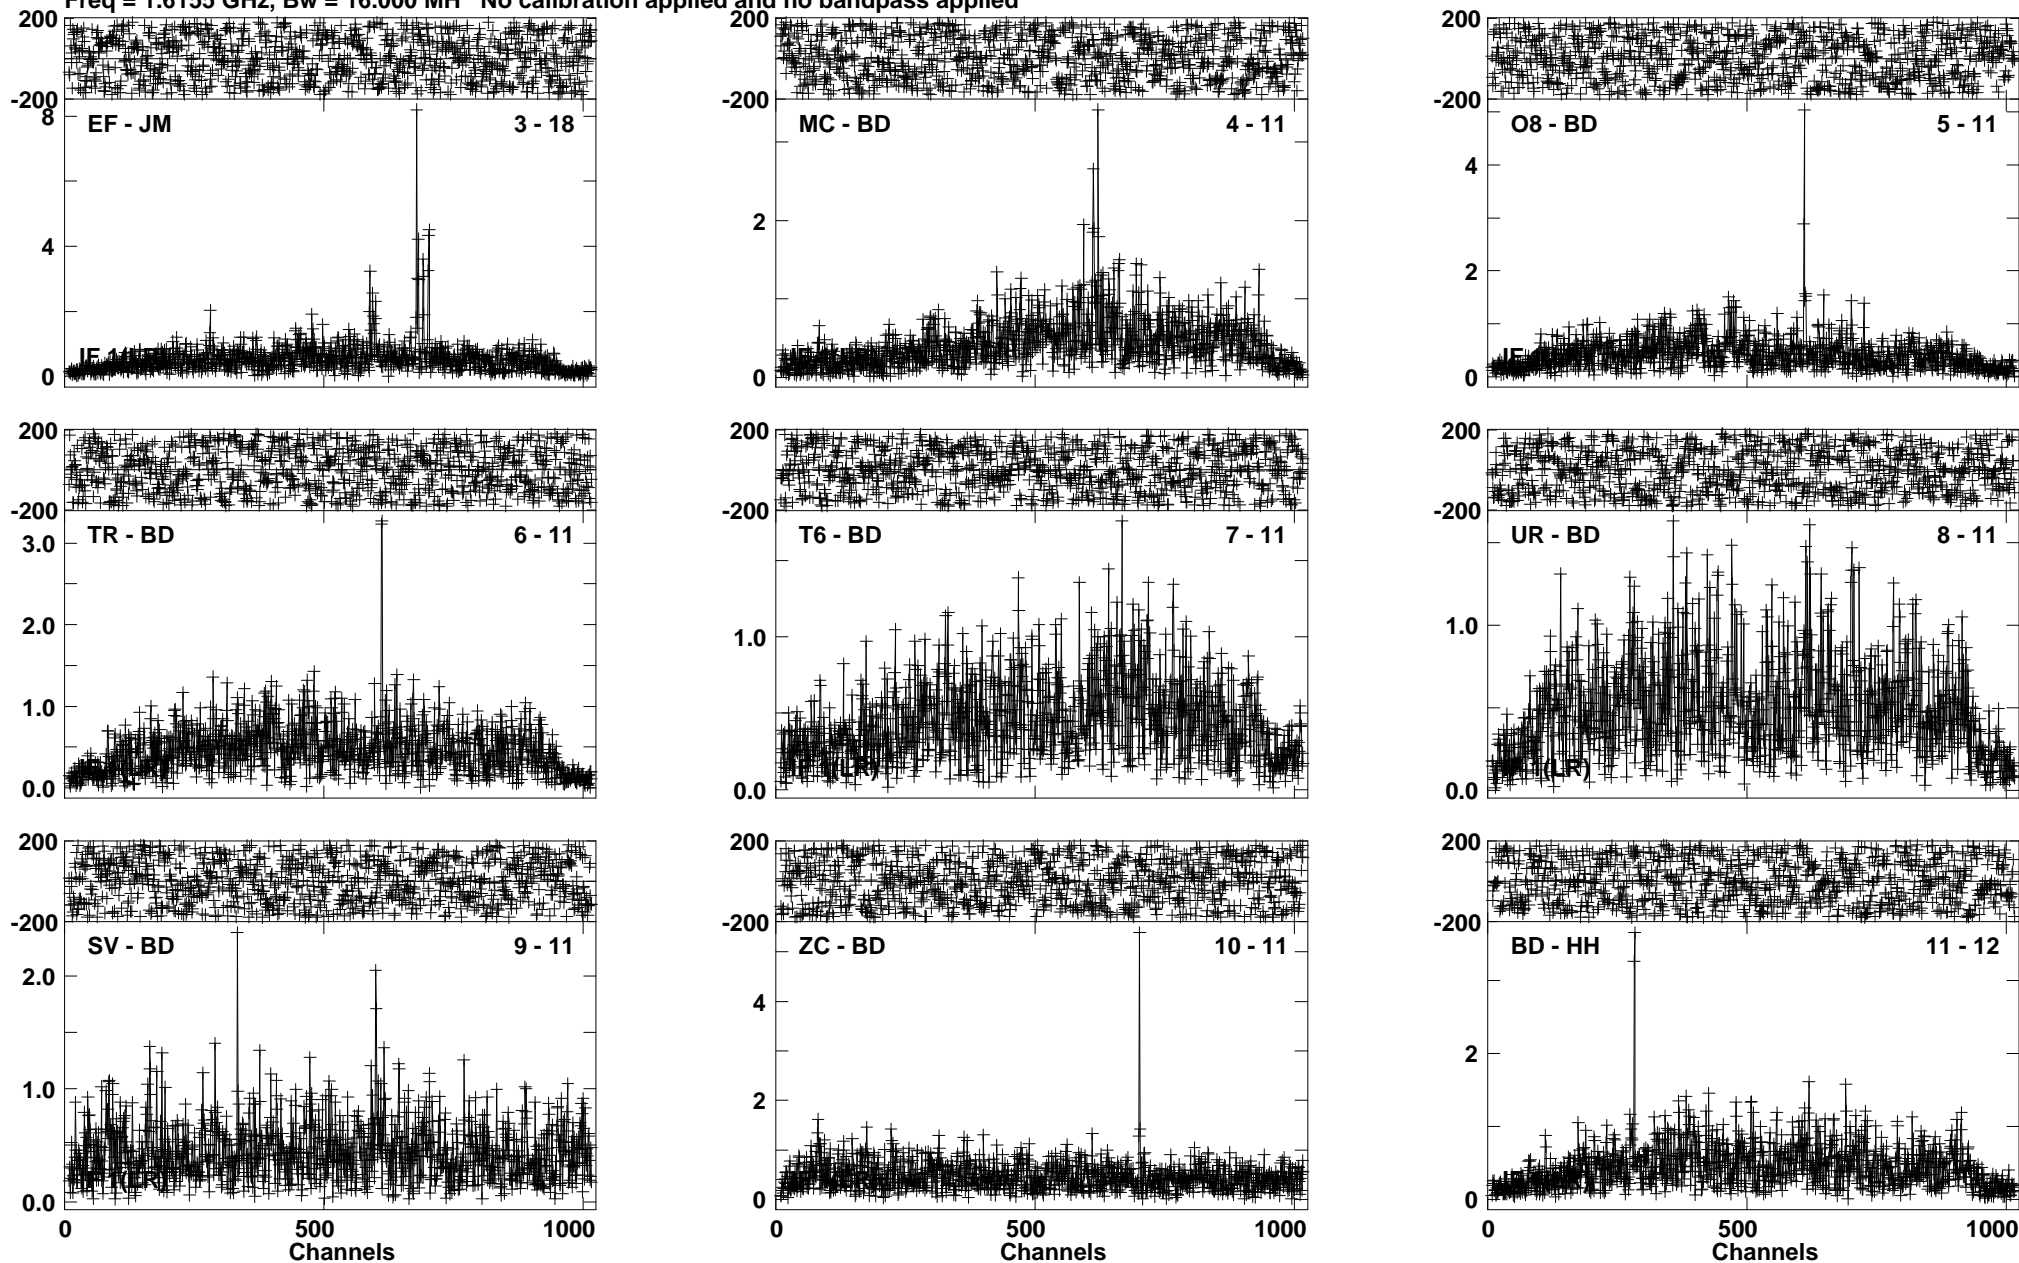 Freq = 1.6155 GHz, Bw = 16.000 MH No calibration applied and no bandpass applied
200 200 200
-200 -200 -200
8
EF - JM 3 - 18 MC - BD 4 - 11 O8 - BD 5 - 11
4
4 2
2
0 0 0
200 200 200
-200 -200 -200
TR - BD 6 - 11 T6 - BD 7 - 11 UR - BD 8 - 11
3.0
2.0
1.0 1.0
1.0
(LR) (LR)
0.0 0.0 0.0
200 200 200
-200 -200 -200
SV - BD 9 - 11 ZC - BD 10 - 11 BD - HH 11 - 12
2.0
4
2
1.0 2
(LR)
0.0 0 0
0 500 1000 0 500 1000 0 500 1000
Channels Channels